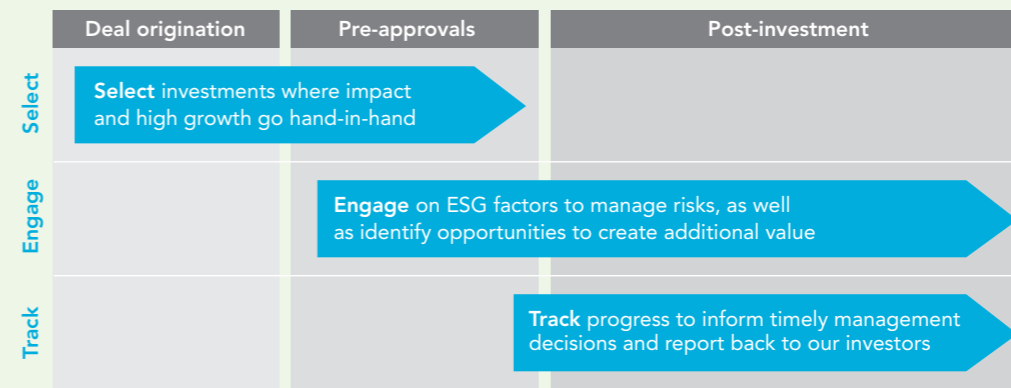 Deal origination
Pre-approvals
Post-investment
Select
Select investments where impact
and high growth go hand-in-hand
Engage
Engage on ESG factors to manage risks, as well
as identify opportunities to create additional value
Track
Track progress to inform timely management
decisions and report back to our investors